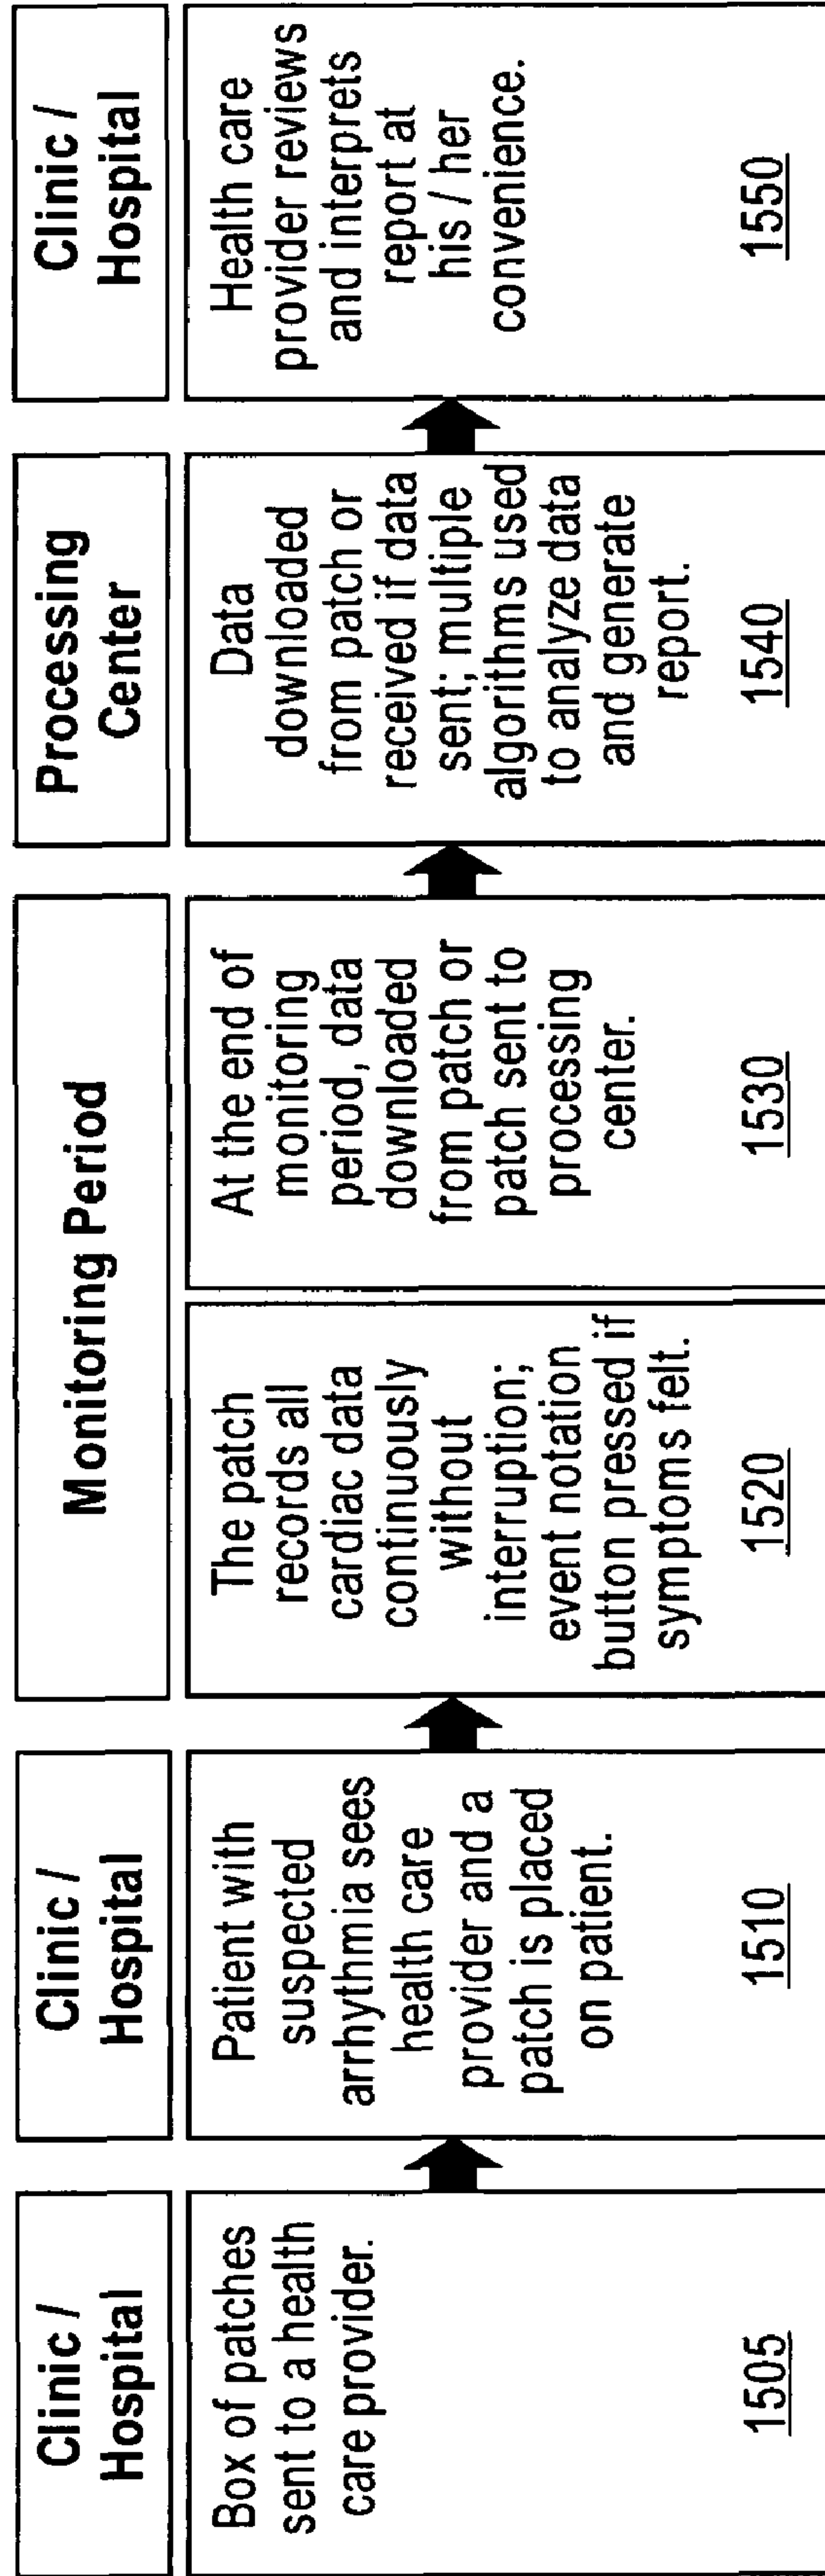 Clinic /
Hospital
Box of patches
sent to a health
care provider.
1505
Clinic /
Hospital
Patient with
suspected
arrhythmia sees
health care
provider and a
patch is placed
on patient.
1510
Monitoring Period
The patch
records all
cardiac data
continuously
without
interruption;
event notation
button pressed if
symptoms felt.
1520
At the end of
monitoring
period, data
downloaded
from patch or
patch sent to
processing
center.
1530
Processing
Center
Data
downloaded
from patch or
received if data
sent; multiple
algorithms used
to analyze data
and generate
report.
1540
Clinic /
Hospital
Health care
provider reviews
and interprets
report at
his / her
convenience.
1550